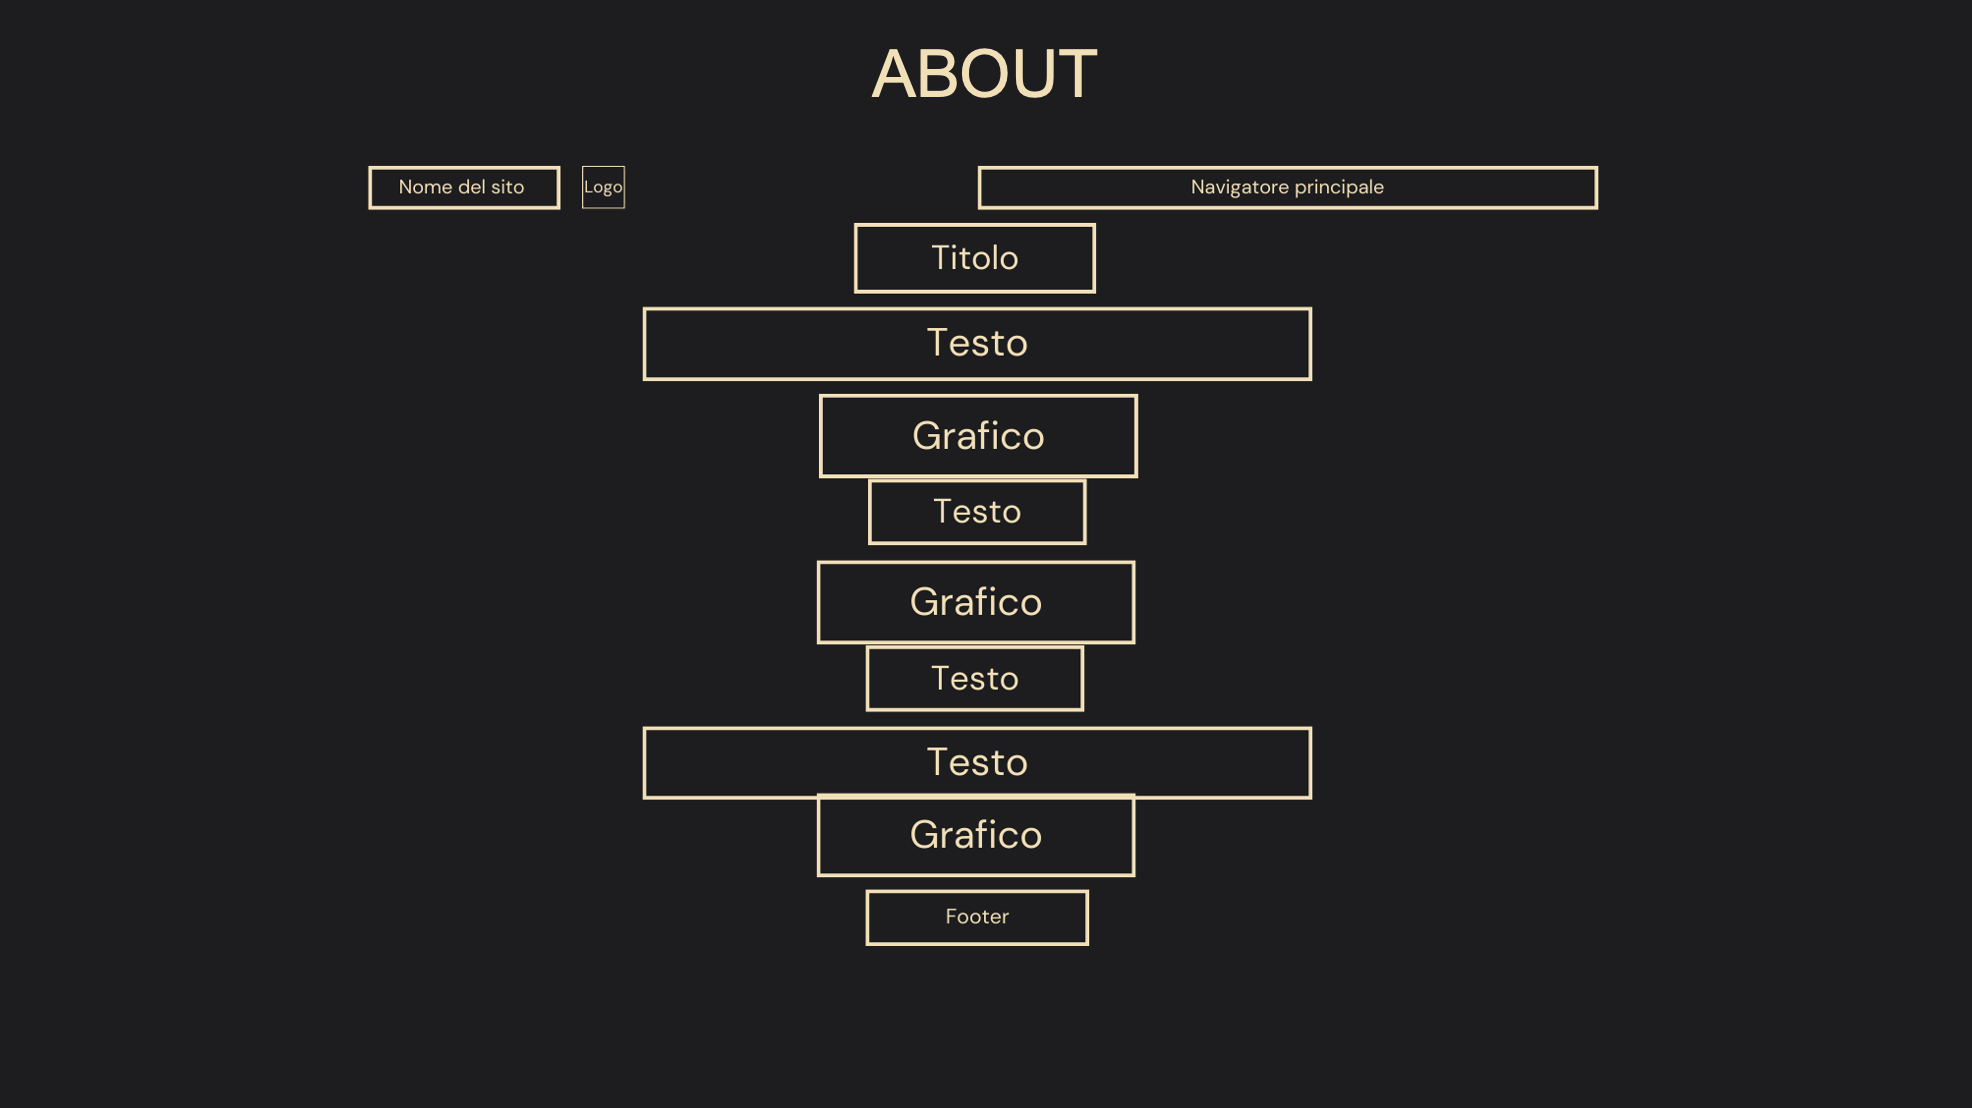 ABOUT
Nome del sito
Logo
Navigatore principale
Titolo
Testo
Grafico
Testo
Grafico
Testo
Testo
Grafico
Footer